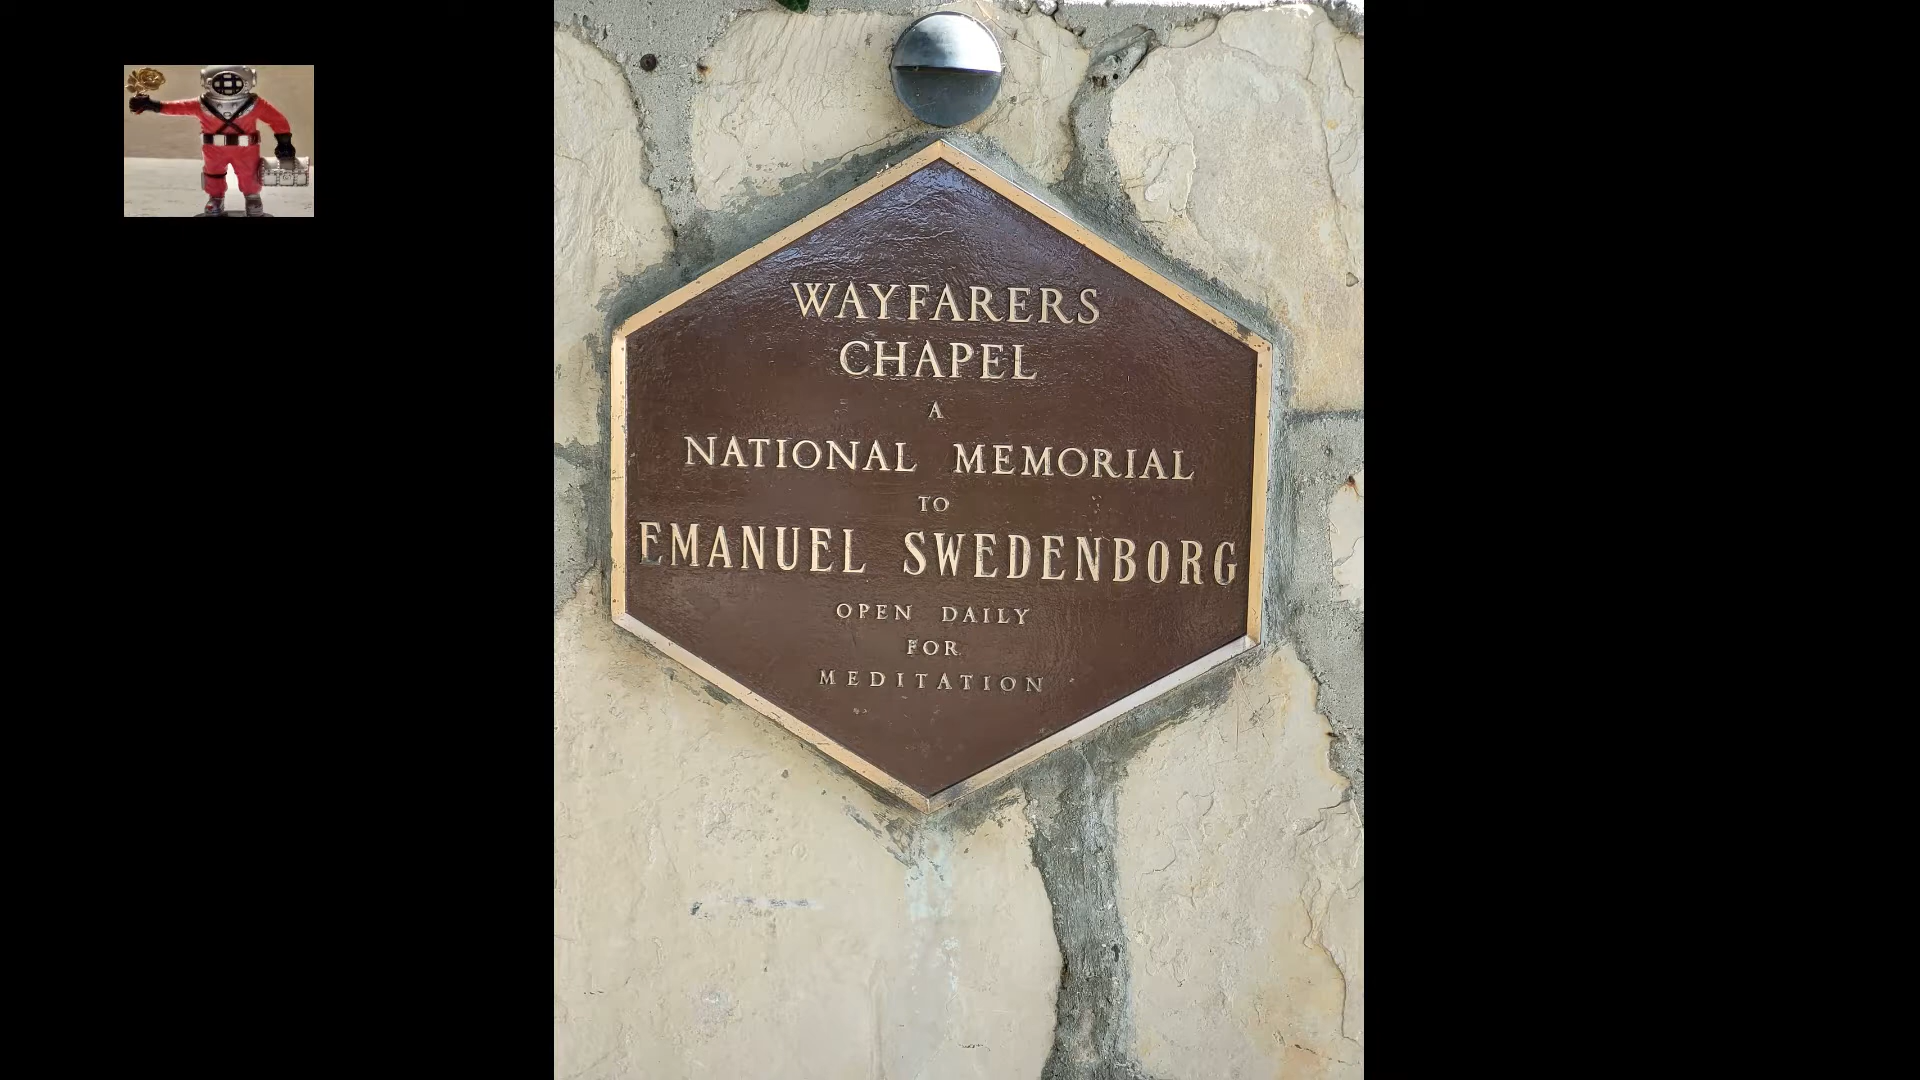 WAYFARERS
CHAPEL
A
NATIONAL MEMORIAL
TO
EMANUEL SWEDENBORG
OPEN DAILY
FOR
MEDITATION